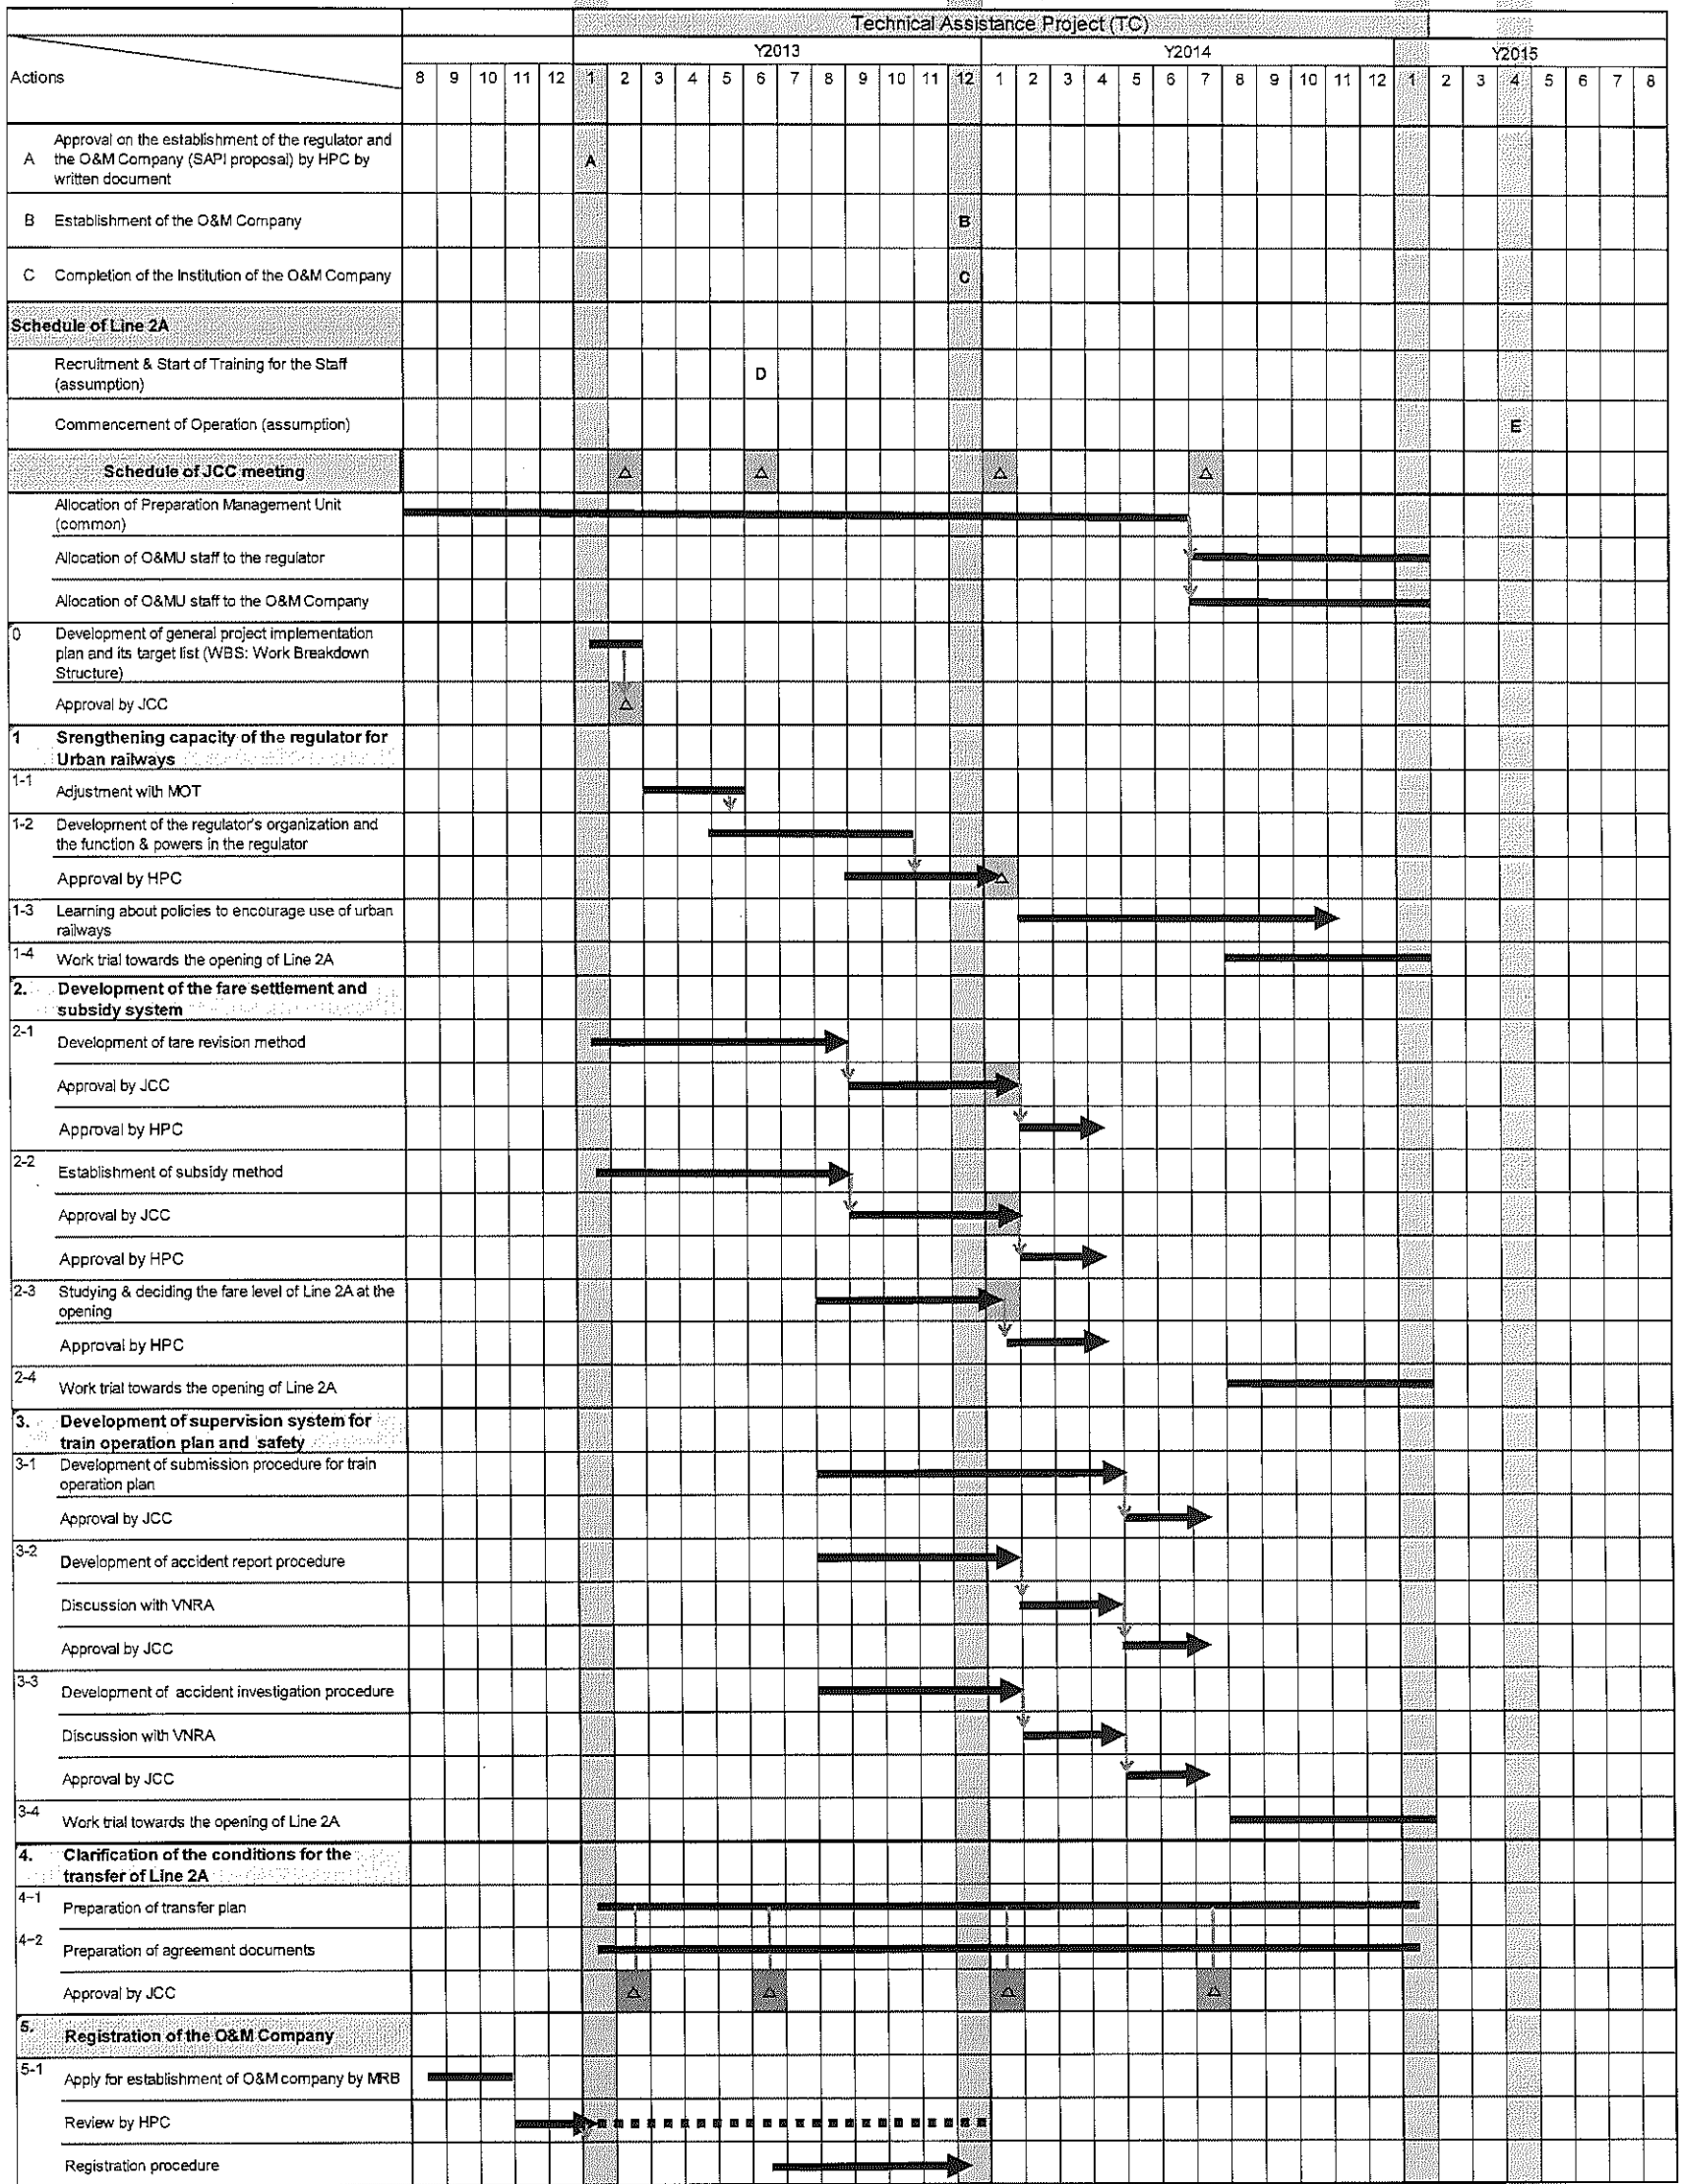 Technical Assistance Project (TC)
Y2013 Y2014 Y2015
Actions 8 9 10 11 12 1 2 3 4 5 6 7 8 9 10 11 12 1 2 3 4 5 6 7 8 9 10 11 12 1 2 3 4 5 6 7 8
A Approval on the establishment of the regulator and
the O&M Company (SAPI proposal) by HPC by
written document
A
B Establishment of the O&M Company B
C Completion of the Institution of the O&M Company C
Schedule of Line 2A
Recruitment & Start of Training for the Staff
(assumption)
D
Commencement of Operation (assumption) E
Schedule of JCC meeting △ △ △ △
Allocation of Preparation Management Unit
(common)
Allocation of O&MU staff to the regulator
Allocation of O&MU staff to the O&M Company
0 Development of general project implementation
plan and its target list (WBS: Work Breakdown
Structure)
Approval by JCC △
1 Srengthening capacity of the regulator for
Urban railways
1-1 Adjustment with MOT
1-2 Development of the regulator's organization and
the function & powers in the regulator
Approval by HPC △
1-3 Learning about policies to encourage use of urban
railways
1-4 Work trial towards the opening of Line 2A
2. Development of the fare settlement and
subsidy system
2-1 Development of tare revision method
Approval by JCC
Approval by HPC
2-2 Establishment of subsidy method
Approval by JCC
Approval by HPC
2-3 Studying & deciding the fare level of Line 2A at the
opening
Approval by HPC
2-4 Work trial towards the opening of Line 2A
3. Development of supervision system for
train operation plan and safety
3-1 Development of submission procedure for train
operation plan
Approval by JCC
3-2 Development of accident report procedure
Discussion with VNRA
Approval by JCC
3-3 Development of accident investigation procedure
Discussion with VNRA
Approval by JCC
3-4 Work trial towards the opening of Line 2A
4. Clarification of the conditions for the
transfer of Line 2A
4-1 Preparation of transfer plan
4-2 Preparation of agreement documents
Approval by JCC △ △ △ △
5. Registration of the O&M Company
5-1 Apply for establishment of O&M company by MRB
Review by HPC
Registration procedure